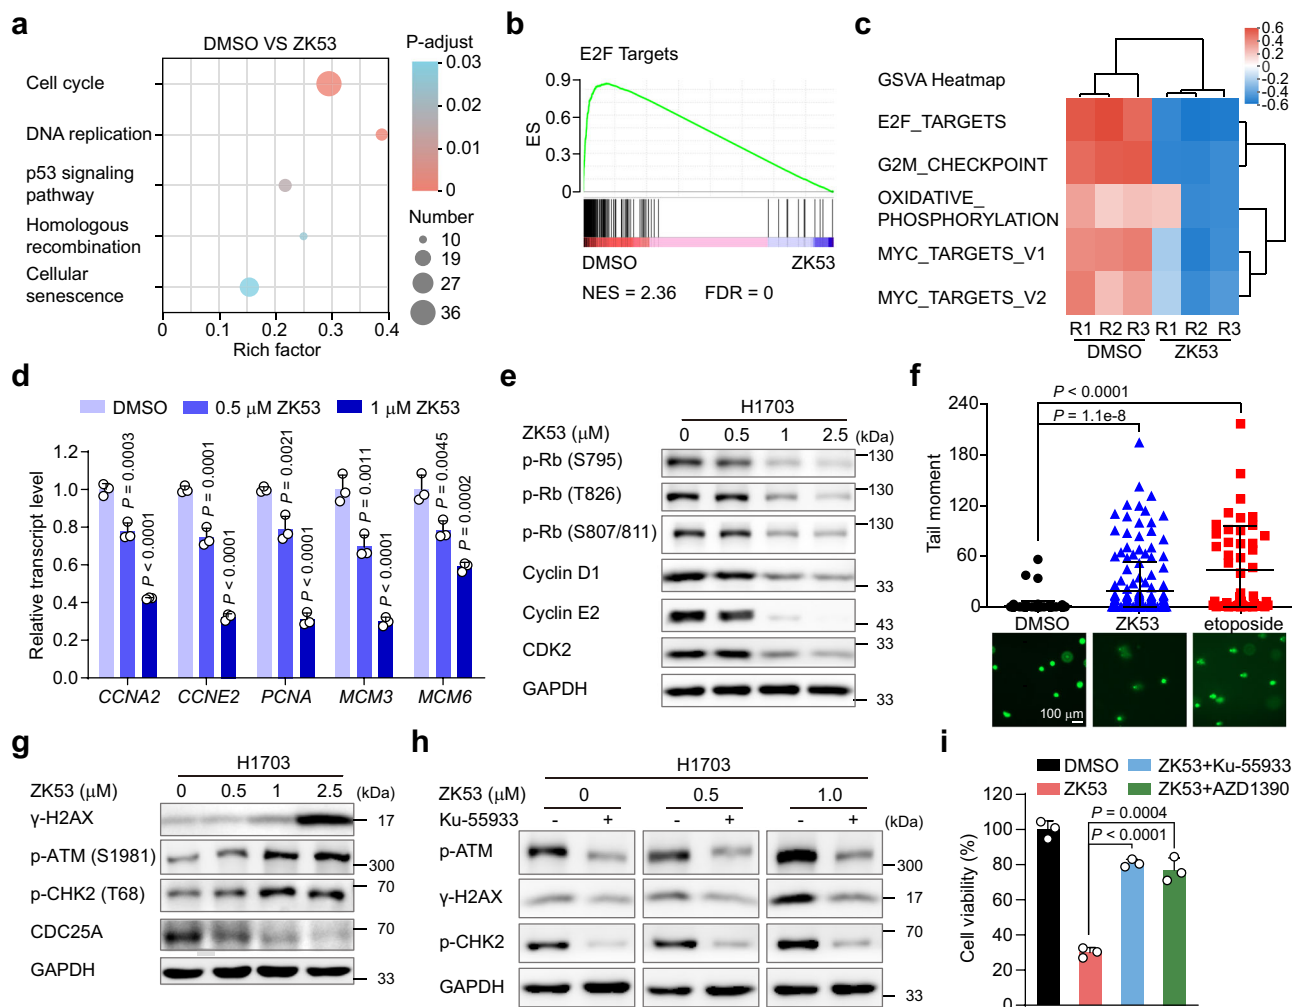 a
DMSO VS ZK53
P-adjust
Cell cycle
DNA replication
p53 signaling
pathway
Homologous
recombination
Cellular
senescence
0 0.1 0.2 0.3 0.4
Rich factor
0.03
0.02
0.01
0
Number
10
19
27
36
b
E2F Targets
0.9
0.6
0.3
0
ES
DMSO ZK53
NES = 2.36 FDR = 0
c
GSVA Heatmap
0.6
0.4
0.2
0
-0.2
-0.4
-0.6
E2F_TARGETS
G2M_CHECKPOINT
OXIDATIVE_
PHOSPHORYLATION
MYC_TARGETS_V1
MYC_TARGETS_V2
R1 R2 R3 R1 R2 R3
DMSO ZK53
d
DMSO 0.5 μM ZK53 1 μM ZK53
Relative transcript level
1.2
1.0
0.8
0.6
0.4
0.2
0.0
P = 0.0003
P < 0.0001
P = 0.0001
P < 0.0001
P = 0.0021
P < 0.0001
P = 0.0011
P < 0.0001
P = 0.0045
P = 0.0002
CCNA2 CCNE2 PCNA MCM3 MCM6
e
H1703
ZK53 (μM) 0 0.5 1 2.5 (kDa)
p-Rb (S795) 130
p-Rb (T826) 130
p-Rb (S807/811) 130
Cyclin D1 33
Cyclin E2 43
CDK2 33
GAPDH 33
f
P < 0.0001
P = 1.1e-8
Tail moment
240
180
120
60
0
DMSO ZK53 etoposide
100 μm
g
H1703
ZK53 (μM) 0 0.5 1 2.5 (kDa)
γ-H2AX 17
p-ATM (S1981) 300
p-CHK2 (T68) 70
CDC25A 70
GAPDH 33
h
H1703
ZK53 (μM) 0 0.5 1.0
Ku-55933 - + - + - + (kDa)
p-ATM 300
γ-H2AX 17
p-CHK2 70
GAPDH 33
i
DMSO ZK53+Ku-55933
ZK53 ZK53+AZD1390
P = 0.0004
P < 0.0001
Cell viability (%)
120
100
80
60
40
20
0